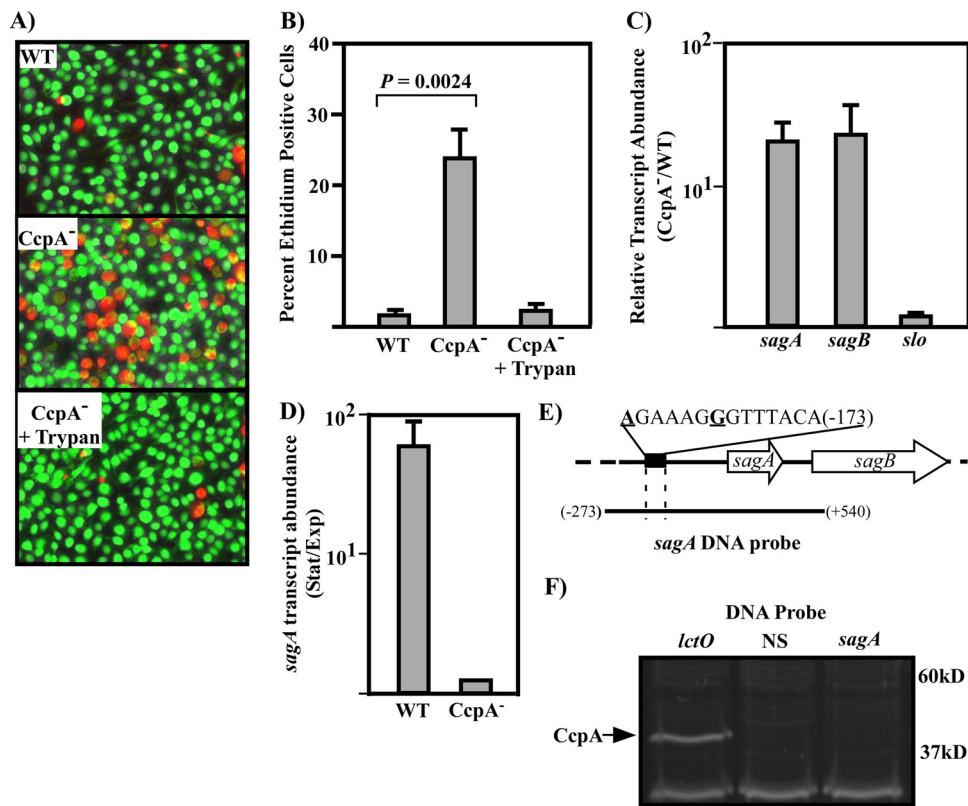 A)
WT
CcpA⁻
CcpA⁻
+ Trypan
B)
Percent Ethidium Positive Cells
40
30
20
10
0
P = 0.0024
WT
CcpA⁻
CcpA⁻
+ Trypan
C)
Relative Transcript Abundance
(CcpA⁻/WT)
10²
10¹
sagA
sagB
slo
D)
sagA transcript abundance
(Stat/Exp)
10²
10¹
WT
CcpA⁻
E)
AGAAAGGGTTTACA(-173)
sagA
sagB
(-273)
(+540)
sagA DNA probe
F)
DNA Probe
lctO
NS
sagA
60kD
CcpA
37kD